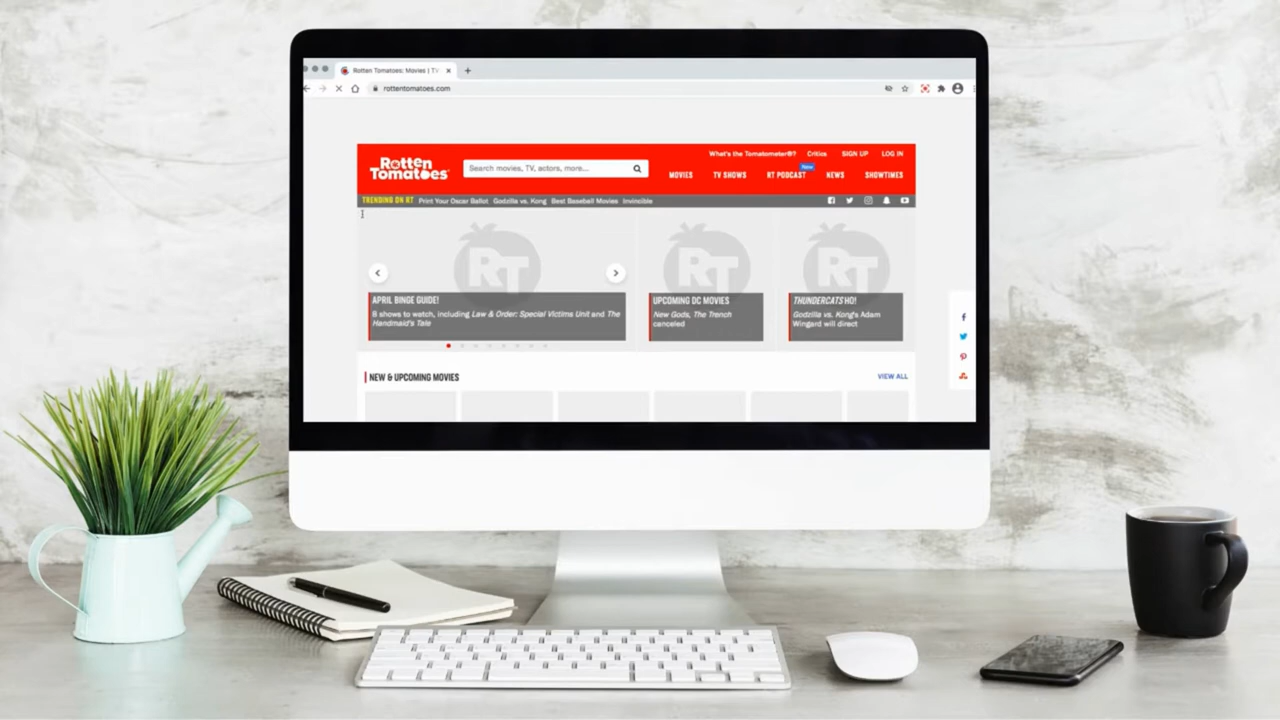 Rotten Tomatoes: Movies | TV
rottentomatoes.com
What's the Tomatometer®? Critics SIGN UP LOG IN
Rotten
Tomatoes
Search movies, TV, actors, more...
New
MOVIES TV SHOWS RT PODCAST NEWS SHOWTIMES
TRENDING ON RT Print Your Oscar Ballot Godzilla vs. Kong Best Baseball Movies Invincible
RT RT RT
APRIL BINGE GUIDE!
8 shows to watch, including Law & Order: Special Victims Unit and The
Handmaid's Tale
UPCOMING DC MOVIES
New Gods, The Trench
canceled
THUNDERCATS HO!
Godzilla vs. Kong's Adam
Wingard will direct
NEW & UPCOMING MOVIES
VIEW ALL